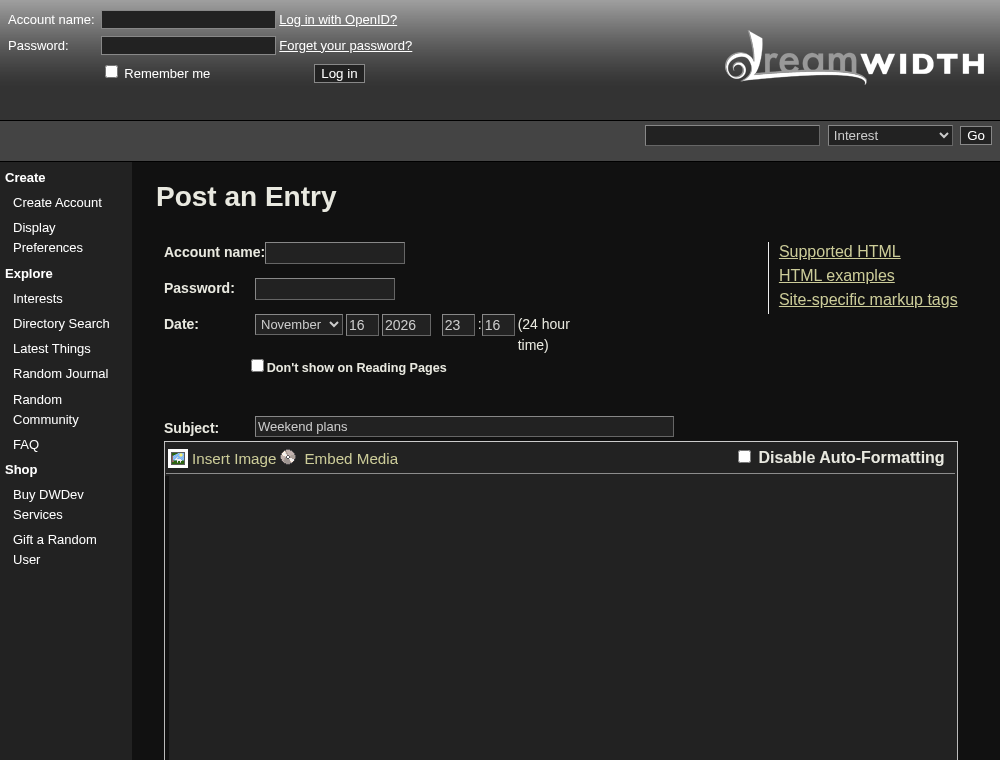 Account name:
Log in with OpenID?
Password:
Forget your password?
Remember me
Log in
dreamWIDTH
Interest
Go
Create
Create Account
Display
Preferences
Explore
Interests
Directory Search
Latest Things
Random Journal
Random
Community
FAQ
Shop
Buy DWDev
Services
Gift a Random
User
Post an Entry
Account name:
Password:
Date:
November 16 2026 23 : 16 (24 hour
time)
Don't show on Reading Pages
Supported HTML
HTML examples
Site-specific markup tags
Subject: Weekend plans
Insert Image Embed Media
Disable Auto-Formatting